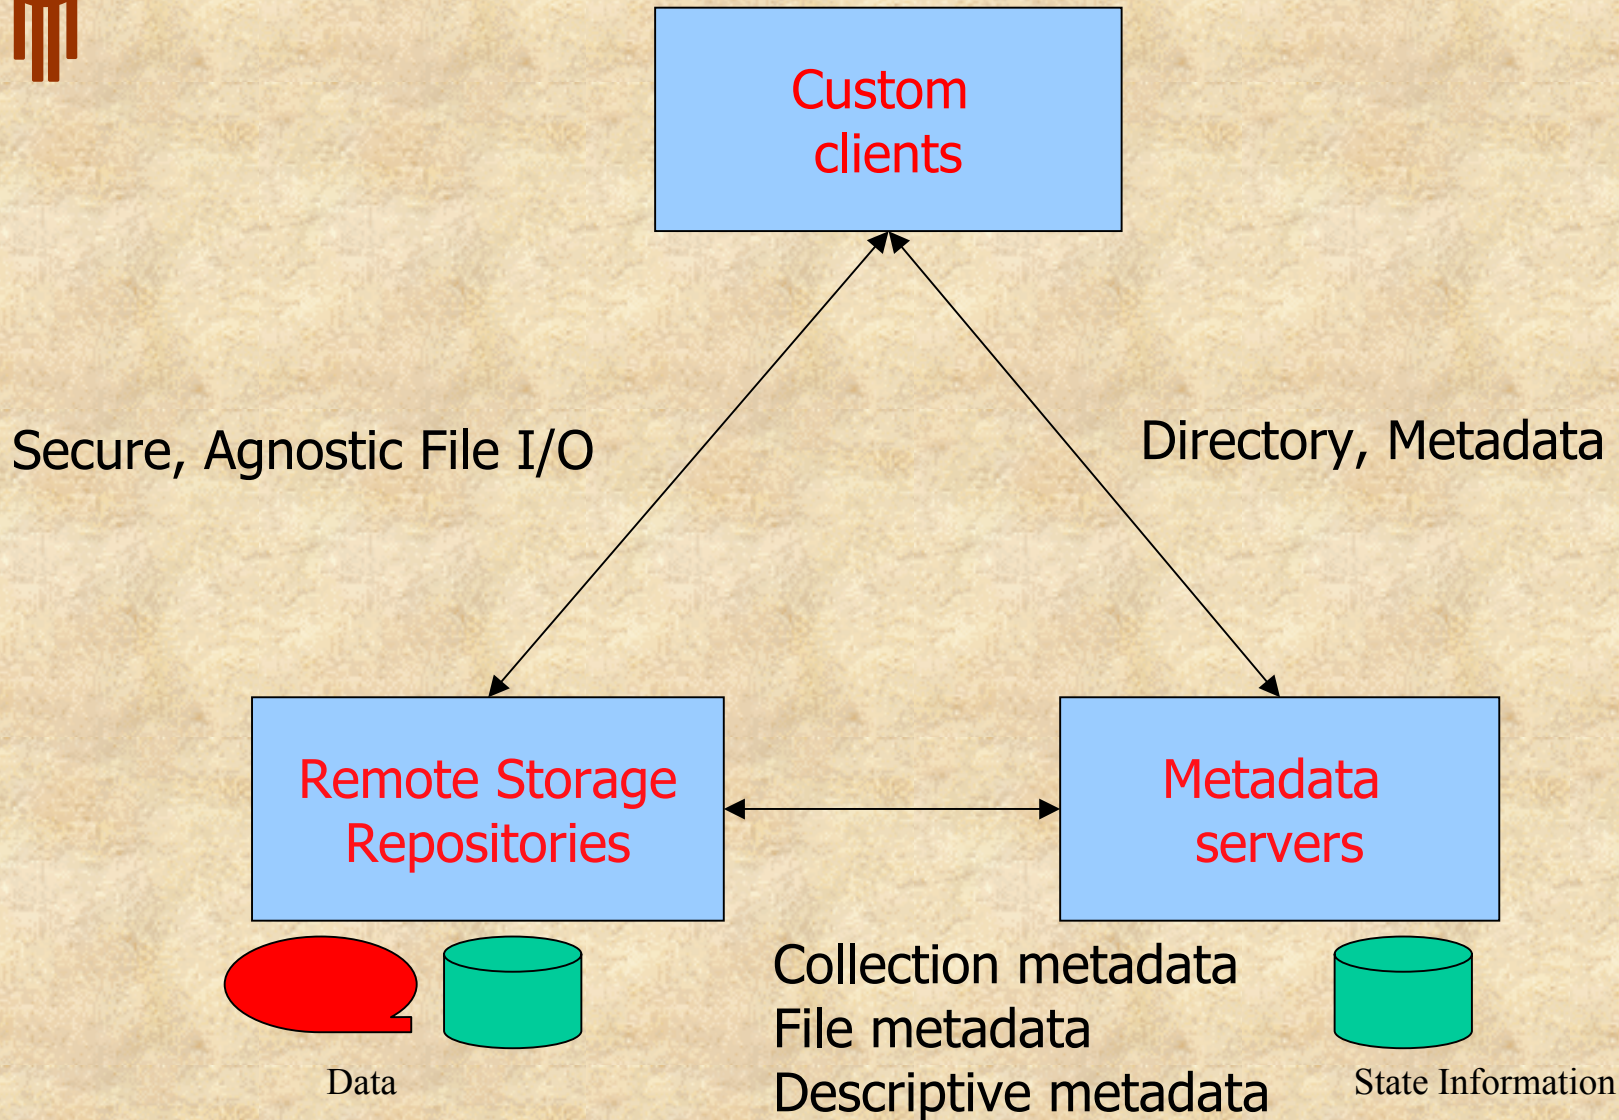 Custom
clients
Secure, Agnostic File I/O
Directory, Metadata
Remote Storage
Repositories
Metadata
servers
Collection metadata
File metadata
Descriptive metadata
Data
State Information